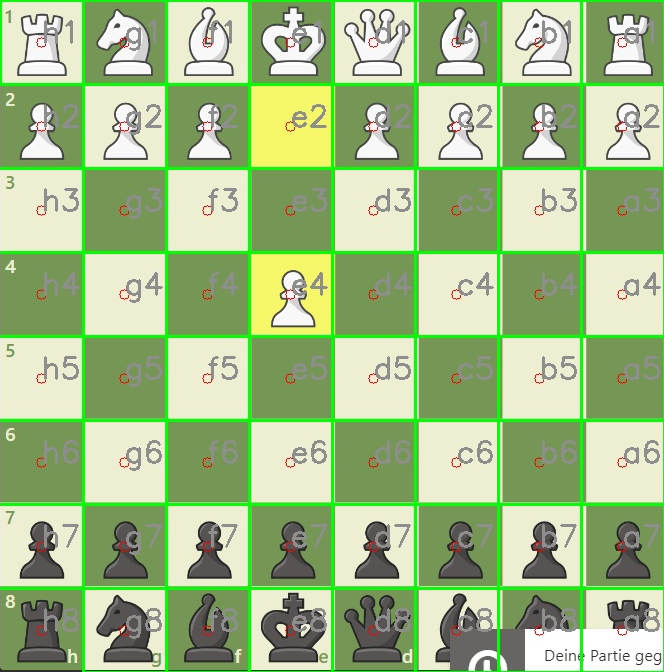 1 h1 g1 f1 e1 d1 c1 b1 a1
2 h2 g2 f2 e2 d2 c2 b2 a2
3 h3 g3 f3 e3 d3 c3 b3 a3
4 h4 g4 f4 e4 d4 c4 b4 a4
5 h5 g5 f5 e5 d5 c5 b5 a5
6 h6 g6 f6 e6 d6 c6 b6 a6
7 h7 g7 f7 e7 d7 c7 b7 a7
8 h8 g8 f8 e8 d8 c8 b8 a8
h g f e d
Deine Partie geg